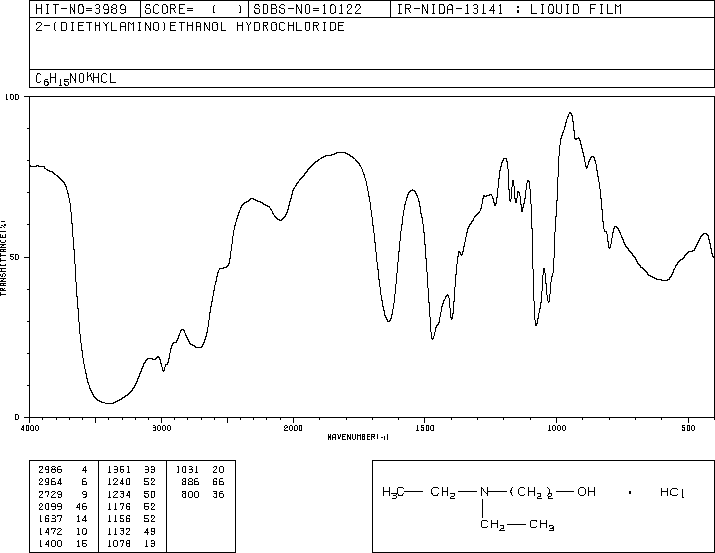 HIT-NO=3989 SCORE= ( ) SDBS-NO=10122 IR-NIDA-13141 : LIQUID FILM
2-(DIETHYLAMINO)ETHANOL HYDROCHLORIDE
C6H15NO*HCL
100
50
0
TRANSMITTANCE(%)
4000 3000 2000 1500 1000 500
WAVENUMBER(-1)
2986 4 1361 39 1031 20
2964 6 1240 52 886 66
2729 9 1234 50 800 36
2099 46 1176 52
1637 14 1156 52
1472 10 1132 49
1400 15 1078 13
H3C CH2 N (CH2)2 OH · HCl
CH2 CH3